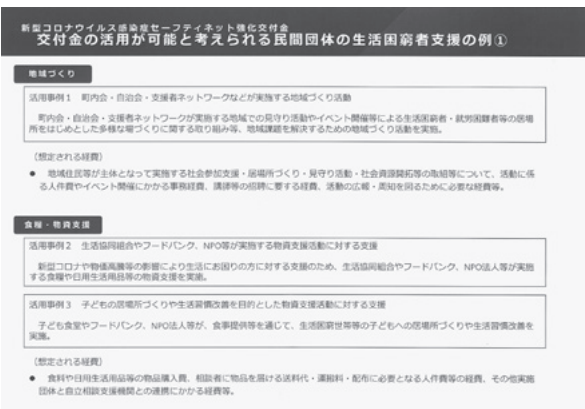 新型コロナウイルス感染症セーフティネット強化交付金
交付金の活用が可能と考えられる民間団体の生活困窮者支援の例①
地域づくり
活用事例1 町内会・自治会・支援者ネットワークなどが実施する地域づくり活動
町内会・自治会・支援者ネットワークが実施する地域での見守り活動やイベント開催等による生活困窮者・就労困難者等の居場
所をはじめとした多様な場づくりに関する取り組み等、地域課題を解決するための地域づくり活動を実施。
（想定される経費）
● 地域住民等が主体となって実施する社会参加支援・居場所づくり・見守り活動・社会資源開拓等の取組等について、活動に係
る人件費やイベント開催にかかる事務経費、講師等の招聘に要する経費、活動の広報・周知を図るために必要な経費等。
食糧・物資支援
活用事例2 生活協同組合やフードバンク、NPO等が実施する物資支援活動に対する支援
新型コロナや物価高騰等の影響により生活にお困りの方に対する支援のため、生活協同組合やフードバンク、NPO法人等が実施
する食糧や日用生活用品等の物資支援を実施。
活用事例3 子どもの居場所づくりや生活習慣改善を目的とした物資支援活動に対する支援
子ども食堂やフードバンク、NPO法人等が、食事提供等を通じて、生活困窮世帯等の子どもへの居場所づくりや生活習慣改善を
実施。
（想定される経費）
● 食料や日用生活用品等の物品購入費、相談者に物品を届ける送料代・運搬料・配布に必要となる人件費等の経費、その他実施
団体と自立相談支援機関との連携にかかる経費等。